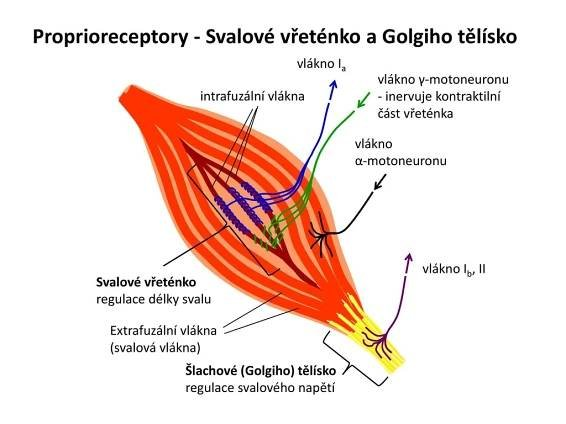 Proprioreceptory - Svalové vřeténko a Golgiho tělísko
vlákno Ia
intrafuzální vlákna
vlákno γ-motoneuronu
- inervuje kontraktilní
část vřeténka
vlákno
α-motoneuronu
vlákno Ib, II
Svalové vřeténko
regulace délky svalu
Extrafuzální vlákna
(svalová vlákna)
Šlachové (Golgiho) tělísko
regulace svalového napětí